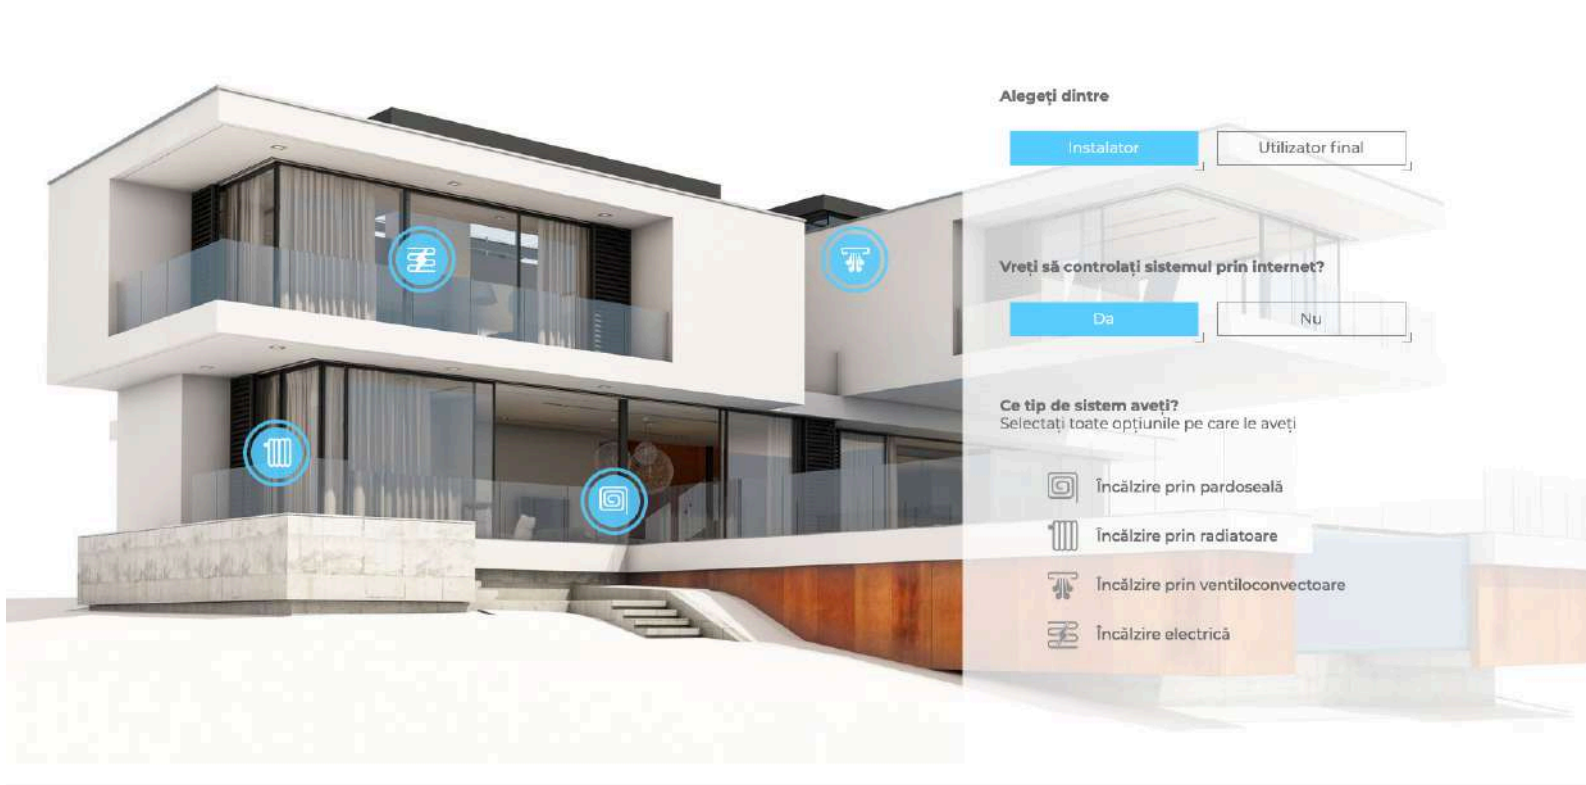 Alegeți dintre
Instalator
Utilizator final
Vreți să controlați sistemul prin internet?
Da
Nu
Ce tip de sistem aveți?
Selectați toate opțiunile pe care le aveți
Încălzire prin pardoseală
Încălzire prin radiatoare
Încălzire prin ventiloconvectoare
Încălzire electrică